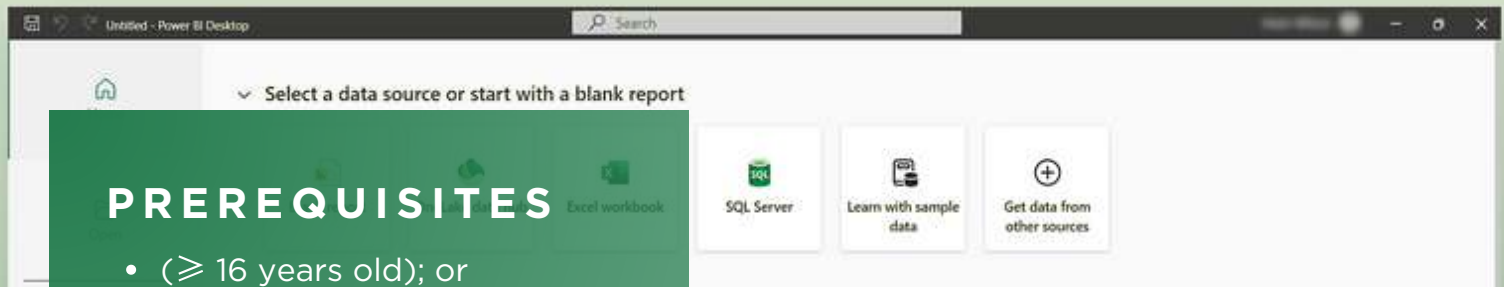 Untitled - Power BI Desktop
Search
Select a data source or start with a blank report
PREREQUISITES
Excel workbook
SQL
SQL Server
Learn with sample
data
Get data from
other sources
• (⩾ 16 years old); or